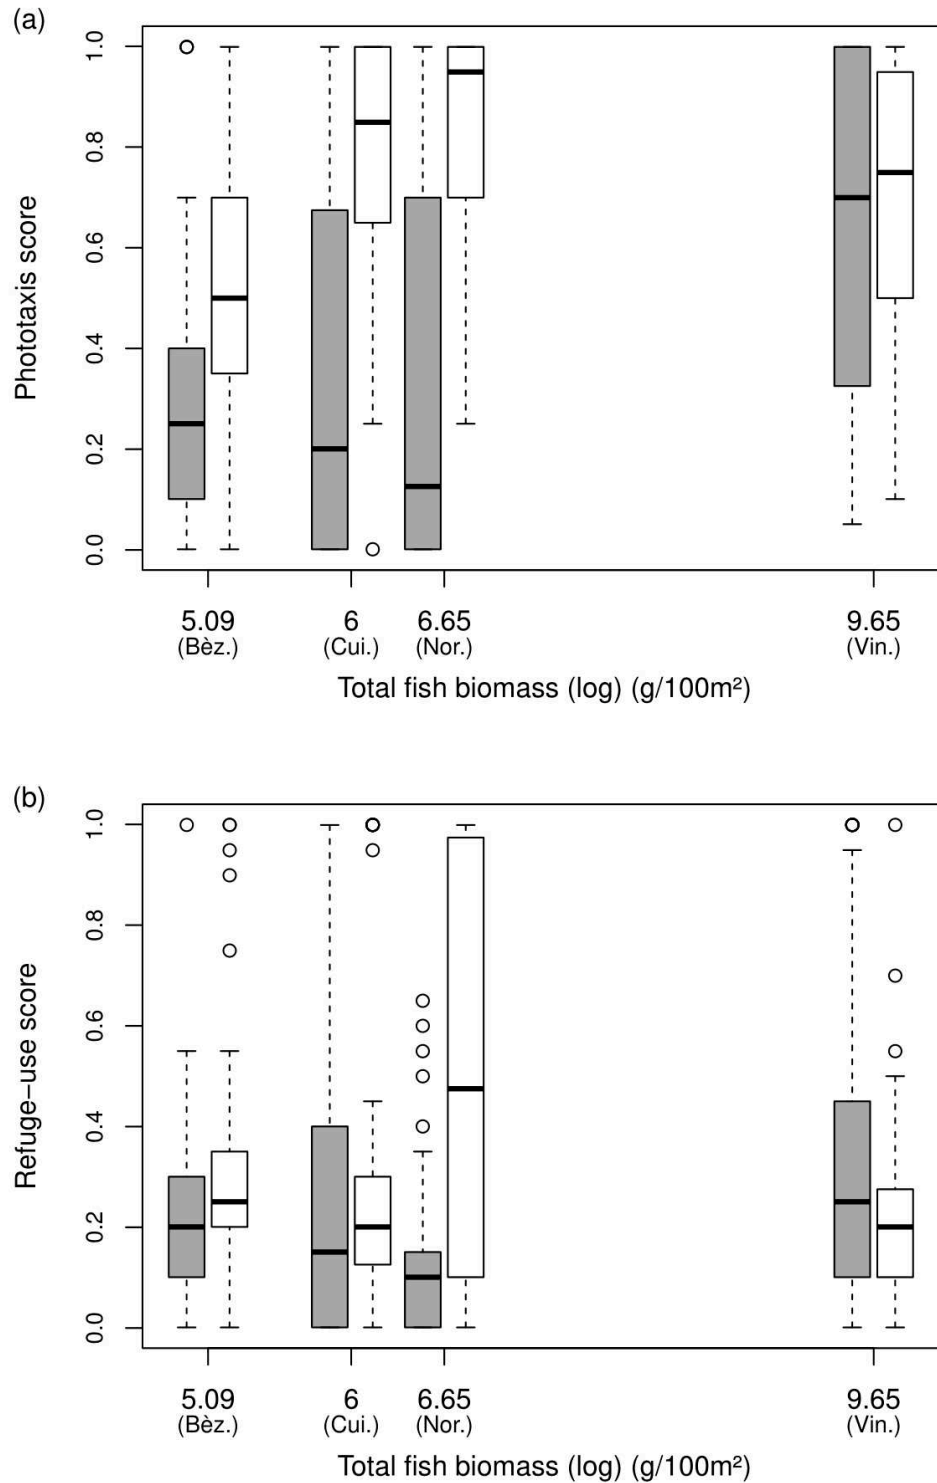 (a)
1.0
0.8
0.6
0.4
0.2
0.0
Phototaxis score
5.09 6 6.65 9.65
(Bèz.) (Cui.) (Nor.) (Vin.)
Total fish biomass (log) (g/100m²)
(b)
1.0
0.8
0.6
0.4
0.2
0.0
Refuge−use score
5.09 6 6.65 9.65
(Bèz.) (Cui.) (Nor.) (Vin.)
Total fish biomass (log) (g/100m²)